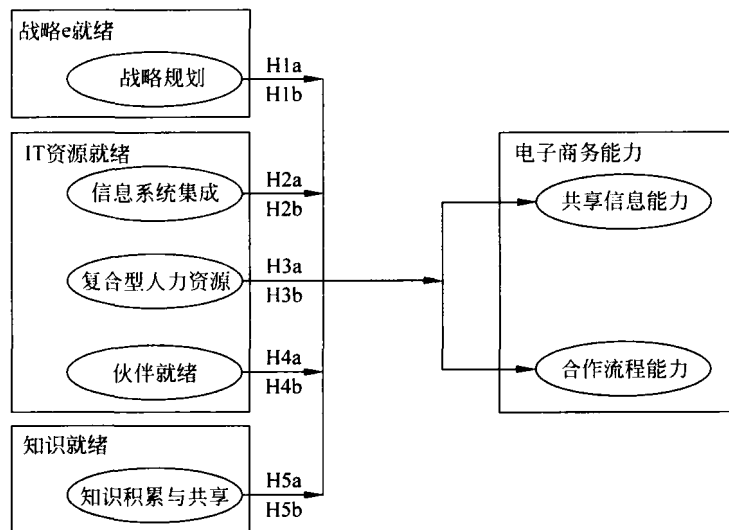 战略e就绪
战略规划
H1a
H1b
IT资源就绪
信息系统集成
H2a
H2b
复合型人力资源
H3a
H3b
伙伴就绪
H4a
H4b
知识就绪
知识积累与共享
H5a
H5b
电子商务能力
共享信息能力
合作流程能力